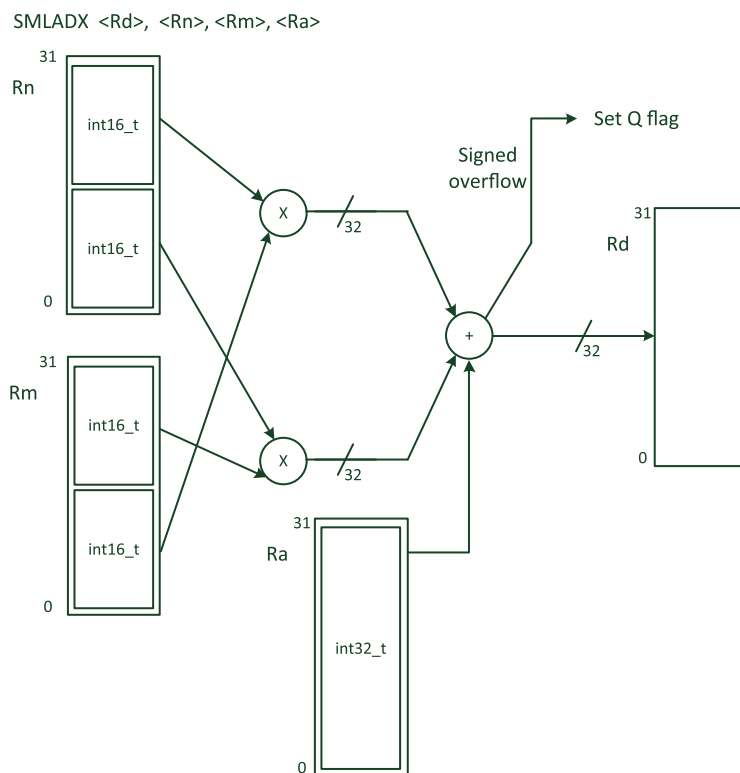 SMLADX <Rd>, <Rn>, <Rm>, <Ra>
31
Rn
int16_t
int16_t
0
31
Rm
int16_t
int16_t
0
X
32
X
32
31
Ra
int32_t
0
+
Signed
overflow
Set Q flag
32
31
Rd
0